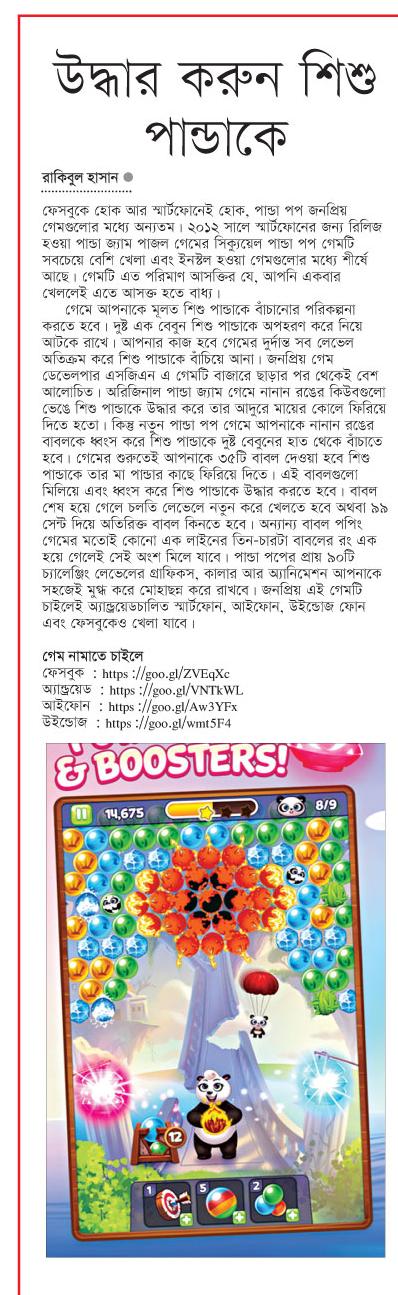 উদ্ধার করুন শিশু
পান্ডাকে
রাকিবুল হাসান
ফেসবুকে হোক আর স্মার্টফোনেই হোক, পান্ডা পপ জনপ্রিয়
গেমগুলোর মধ্যে অন্যতম। ২০১২ সালে স্মার্টফোনের জন্য রিলিজ
হওয়া পান্ডা জ্যাম পাজল গেমের সিক্যুয়েল পান্ডা পপ গেমটি
সবচেয়ে বেশি খেলা এবং ইনস্টল হওয়া গেমগুলোর মধ্যে শীর্ষে
আছে। গেমটি এত পরিমাণ আসক্তির যে, আপনি একবার
খেললেই এতে আসক্ত হতে বাধ্য।
গেমে আপনাকে মূলত শিশু পান্ডাকে বাঁচানোর পরিকল্পনা
করতে হবে। দুষ্ট এক বেবুন শিশু পান্ডাকে অপহরণ করে নিয়ে
আটকে রাখে। আপনার কাজ হবে গেমের দুর্দান্ত সব লেভেল
অতিক্রম করে শিশু পান্ডাকে বাঁচিয়ে আনা। জনপ্রিয় গেম
ডেভেলপার এসজিএন এ গেমটি বাজারে ছাড়ার পর থেকেই বেশ
আলোচিত। অরিজিনাল পান্ডা জ্যাম গেমে নানান রঙের কিউবগুলো
ভেঙে শিশু পান্ডাকে উদ্ধার করে তার আদুরে মায়ের কোলে ফিরিয়ে
দিতে হতো। কিন্তু নতুন পান্ডা পপ গেমে আপনাকে নানান রঙের
বাবলকে ধ্বংস করে শিশু পান্ডাকে দুষ্ট বেবুনের হাত থেকে বাঁচাতে
হবে। গেমের শুরুতেই আপনাকে ৩৫টি বাবল দেওয়া হবে শিশু
পান্ডাকে তার মা পান্ডার কাছে ফিরিয়ে দিতে। এই বাবলগুলো
মিলিয়ে এবং ধ্বংস করে শিশু পান্ডাকে উদ্ধার করতে হবে। বাবল
শেষ হয়ে গেলে চলতি লেভেলে নতুন করে খেলতে হবে অথবা ৯৯
সেন্ট দিয়ে অতিরিক্ত বাবল কিনতে হবে। অন্যান্য বাবল পপিং
গেমের মতোই কোনো এক লাইনের তিন-চারটা বাবলের রং এক
হয়ে গেলেই সেই অংশ মিলে যাবে। পান্ডা পপের প্রায় ৯০টি
চ্যালেঞ্জিং লেভেলের গ্রাফিকস, কালার আর অ্যানিমেশন আপনাকে
সহজেই মুগ্ধ করে মোহাছন্ন করে রাখবে। জনপ্রিয় এই গেমটি
চাইলেই অ্যান্ড্রয়েডচালিত স্মার্টফোন, আইফোন, উইন্ডোজ ফোন
এবং ফেসবুকেও খেলা যাবে।
গেম নামাতে চাইলে
ফেসবুক : https ://goo.gl/ZVEqXc
অ্যান্ড্রয়েড : https ://goo.gl/VNTkWL
আইফোন : https ://goo.gl/Aw3YFx
উইন্ডোজ : https ://goo.gl/wmt5F4
& BOOSTERS!
14,675 8/9
12
1 5 2